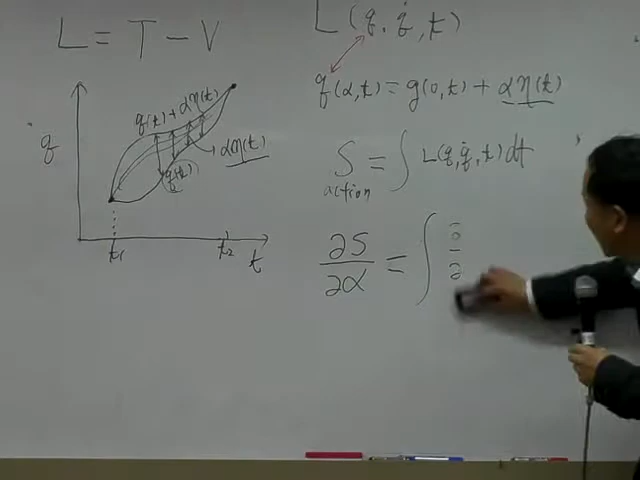 L = T − V
L(q, q̇, t)
q(α,t) = g(0,t) + αη(t)
q(t) + αη(t)
q
αη(t)
S = ∫ L(q, q̇, t) dt
action
∂S/∂α = ∫
t₁
t₂
t